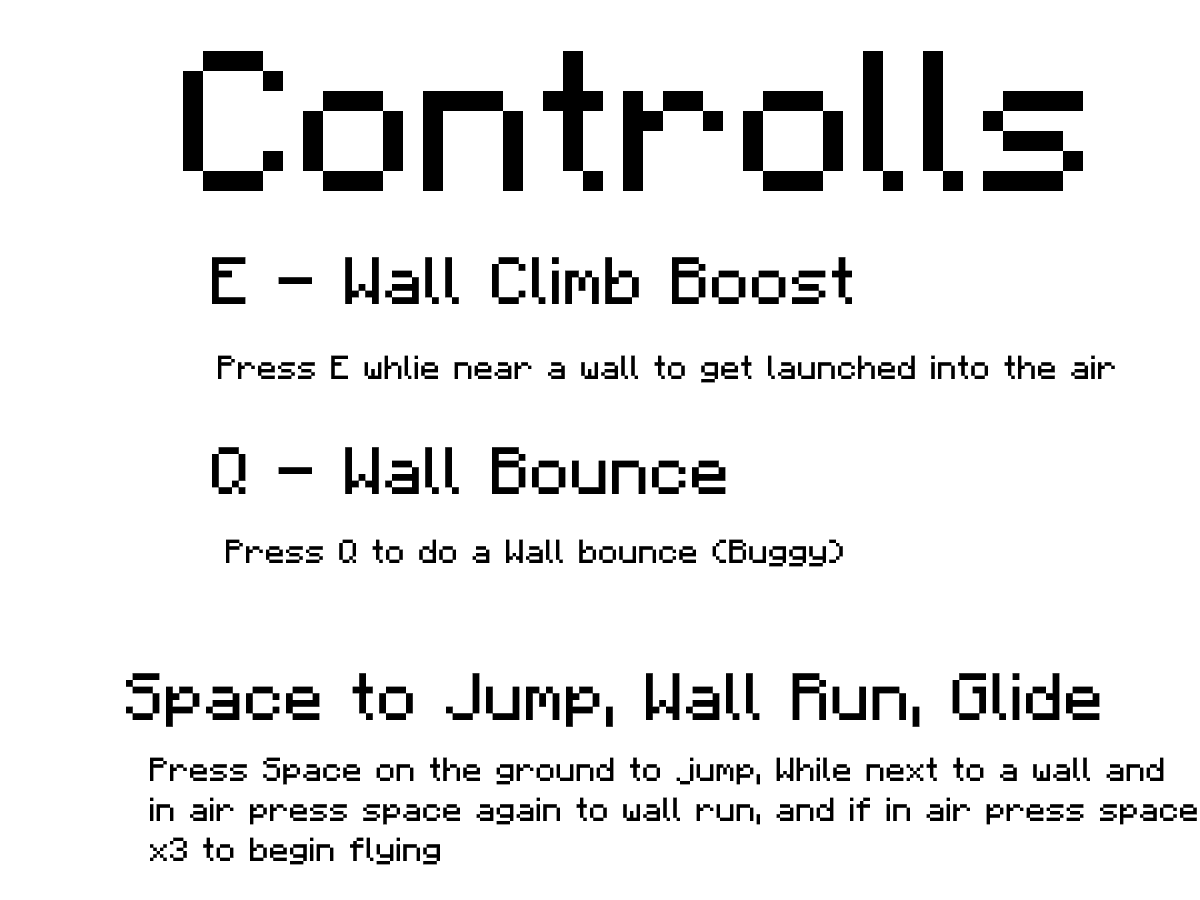 Controlls
E - Wall Climb Boost
Press E whlie near a wall to get launched into the air
Q - Wall Bounce
Press Q to do a Wall bounce (Buggy)
Space to Jump, Wall Run, Glide
Press Space on the ground to jump, While next to a wall and
in air press space again to wall run, and if in air press space
x3 to begin flying